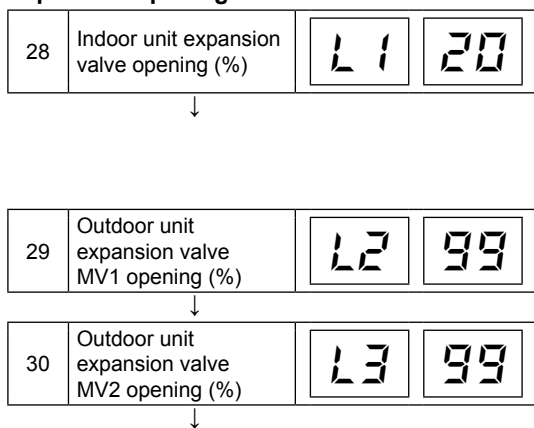 28
Indoor unit expansion
valve opening (%)
L1 20
↓
29
Outdoor unit
expansion valve
MV1 opening (%)
L2 99
↓
30
Outdoor unit
expansion valve
MV2 opening (%)
L3 99
↓